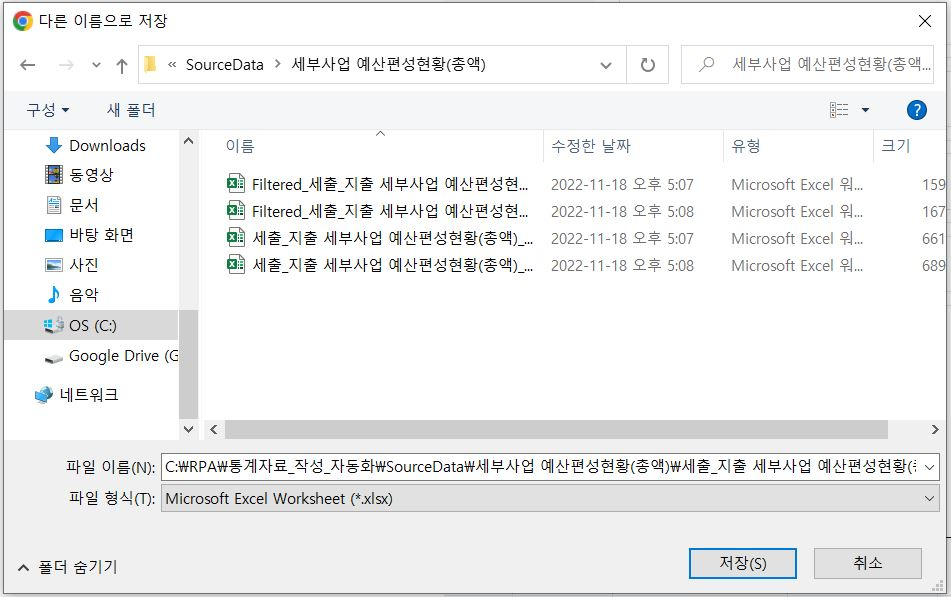 다른 이름으로 저장
« SourceData › 세부사업 예산편성현황(총액)
세부사업 예산편성현황(총액...
구성 새 폴더
이름 수정한 날짜 유형 크기
Downloads
동영상
문서
바탕 화면
사진
음악
OS (C:)
Google Drive (G
네트워크
Filtered_세출_지출 세부사업 예산편성현... 2022-11-18 오후 5:07 Microsoft Excel 워... 159
Filtered_세출_지출 세부사업 예산편성현... 2022-11-18 오후 5:08 Microsoft Excel 워... 167
세출_지출 세부사업 예산편성현황(총액)_... 2022-11-18 오후 5:07 Microsoft Excel 워... 661
세출_지출 세부사업 예산편성현황(총액)_... 2022-11-18 오후 5:08 Microsoft Excel 워... 689
파일 이름(N): C:₩RPA₩통계자료_작성_자동화₩SourceData₩세부사업 예산편성현황(총액)₩세출_지출 세부사업 예산편성현황(
파일 형식(T): Microsoft Excel Worksheet (*.xlsx)
폴더 숨기기
저장(S) 취소